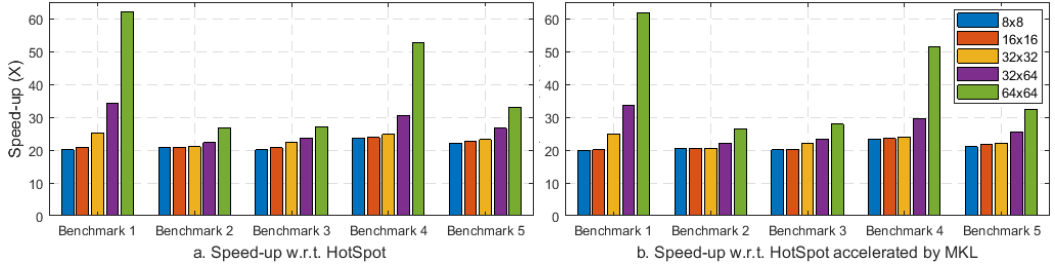 Speed-up (X)
60
50
40
30
20
10
0
Benchmark 1 Benchmark 2 Benchmark 3 Benchmark 4 Benchmark 5
a. Speed-up w.r.t. HotSpot
60
50
40
30
20
10
0
Benchmark 1 Benchmark 2 Benchmark 3 Benchmark 4 Benchmark 5
b. Speed-up w.r.t. HotSpot accelerated by MKL
8x8
16x16
32x32
32x64
64x64